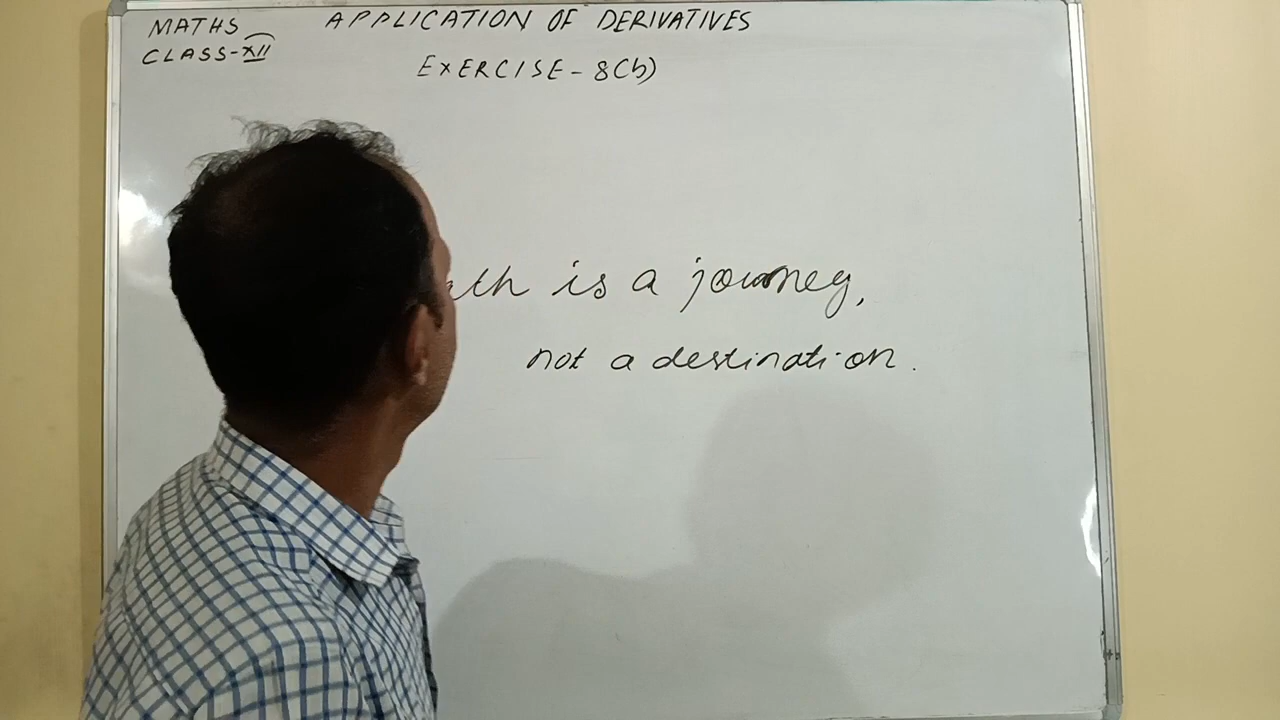 MATHS
CLASS-XII
APPLICATION OF DERIVATIVES
EXERCISE - 8(b)
is a journey,
not a destination.